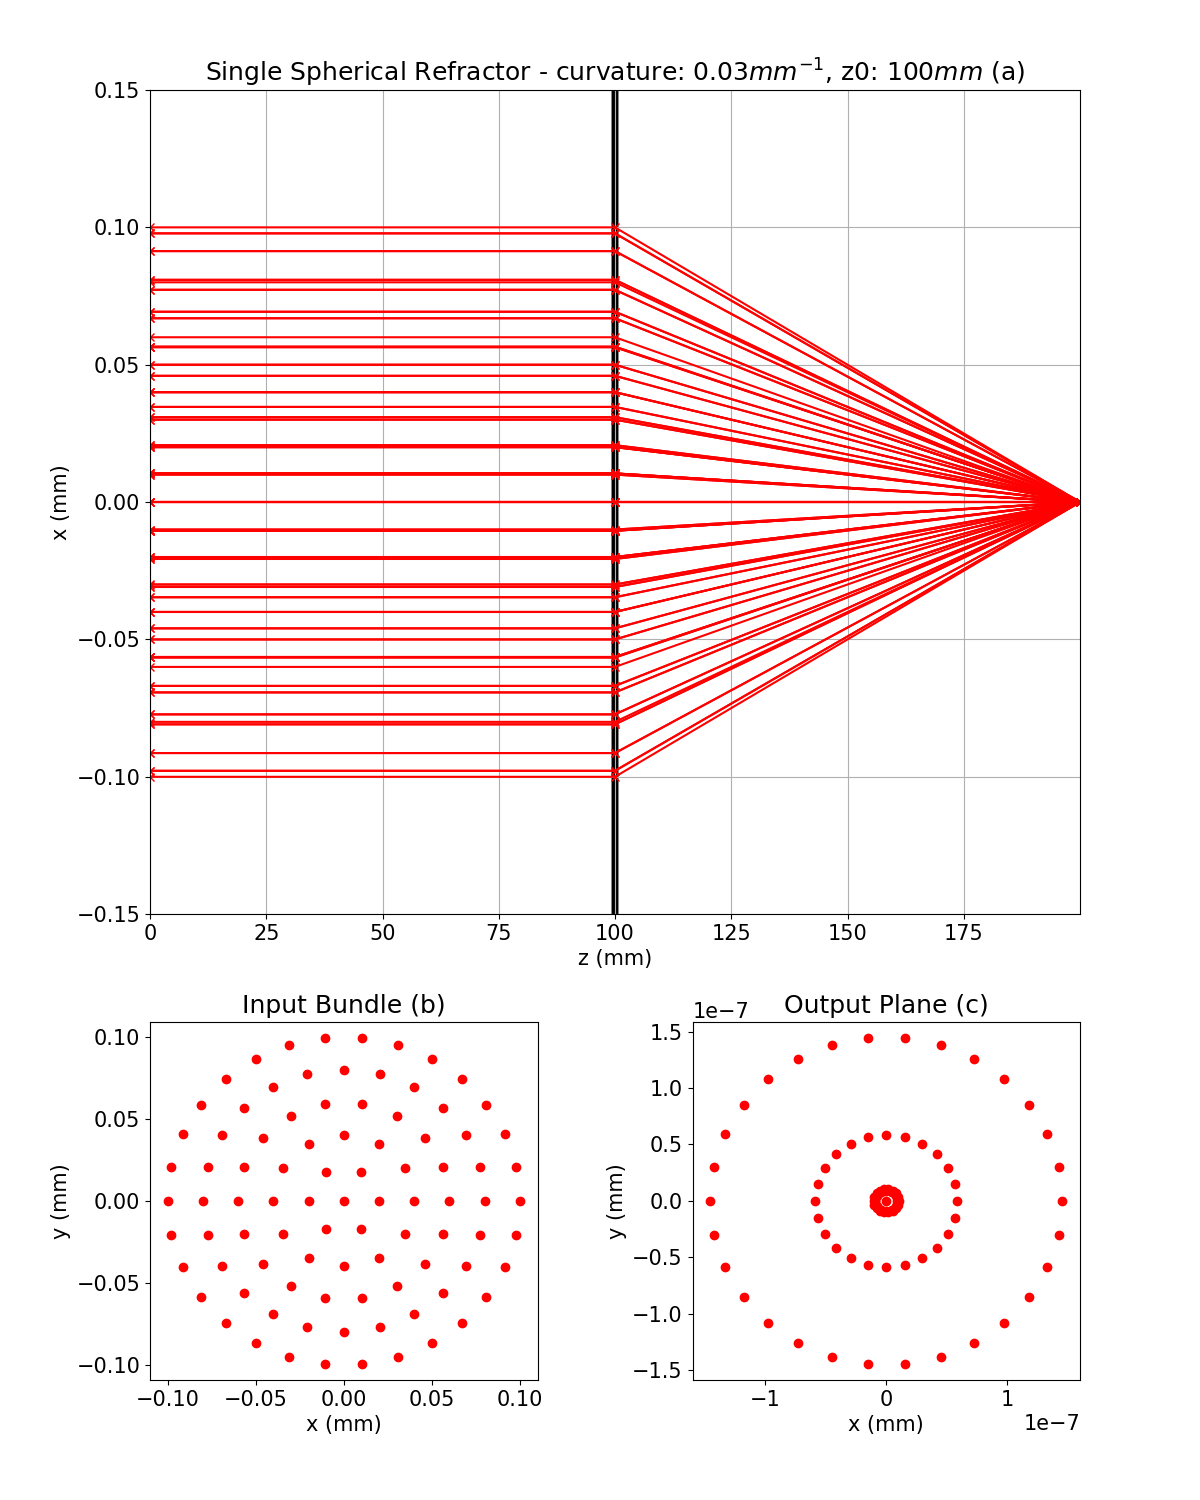 Single Spherical Refractor - curvature: 0.03mm⁻¹, z0: 100mm (a)
0.15
0.10
0.05
0.00
−0.05
−0.10
−0.15
x (mm)
0 25 50 75 100 125 150 175
z (mm)
Input Bundle (b)
0.10
0.05
0.00
−0.05
−0.10
y (mm)
−0.10 −0.05 0.00 0.05 0.10
x (mm)
1e−7 Output Plane (c)
1.5
1.0
0.5
0.0
−0.5
−1.0
−1.5
y (mm)
−1 0 1
x (mm) 1e−7